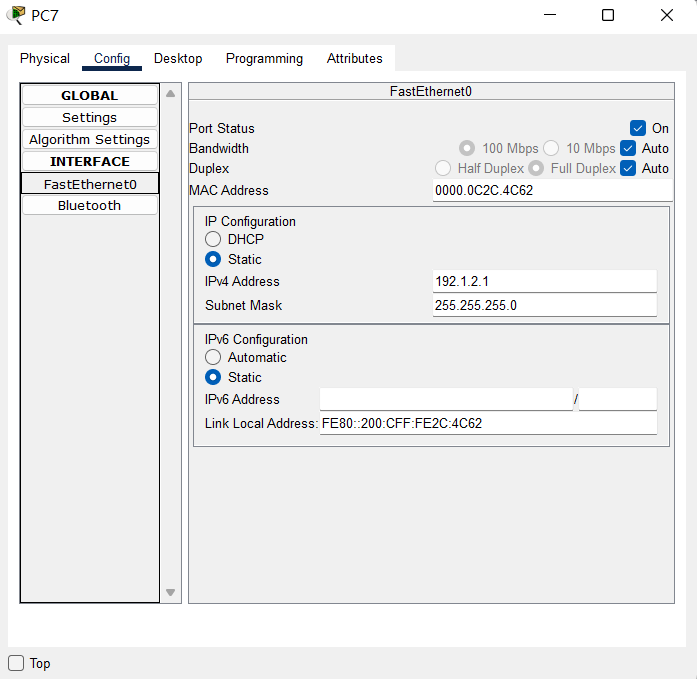 PC7
Physical Config Desktop Programming Attributes
GLOBAL
Settings
Algorithm Settings
INTERFACE
FastEthernet0
Bluetooth
FastEthernet0
Port Status On
Bandwidth 100 Mbps 10 Mbps Auto
Duplex Half Duplex Full Duplex Auto
MAC Address 0000.0C2C.4C62
IP Configuration
DHCP
Static
IPv4 Address 192.1.2.1
Subnet Mask 255.255.255.0
IPv6 Configuration
Automatic
Static
IPv6 Address /
Link Local Address: FE80::200:CFF:FE2C:4C62
Top